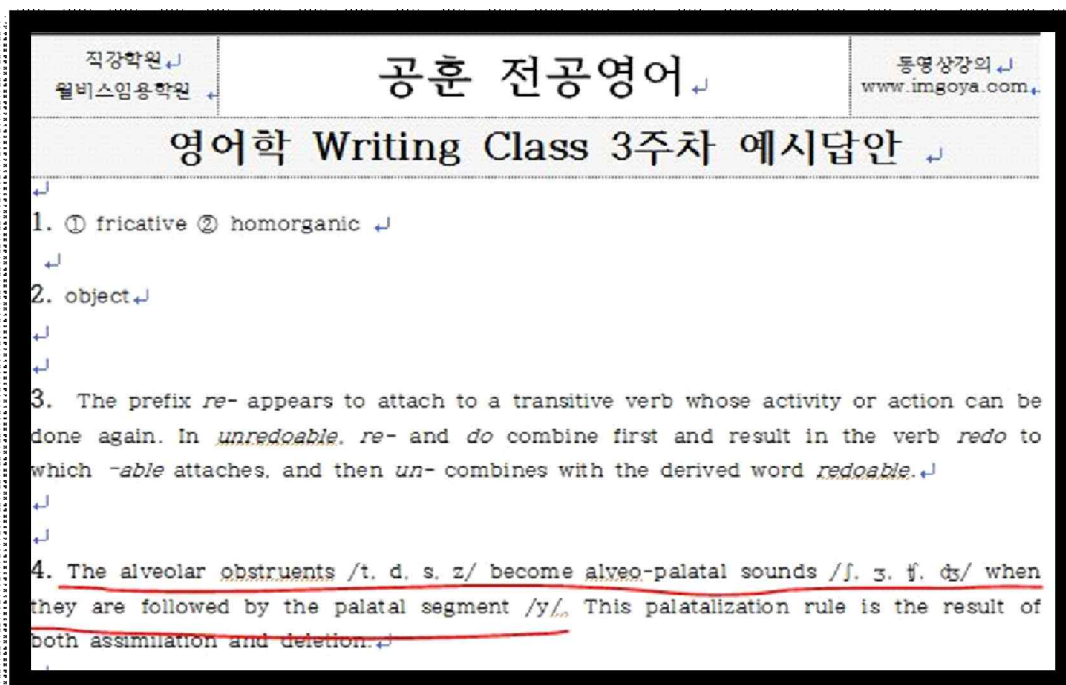 직강학원
윌비스임용학원
공훈 전공영어
동영상강의
www.imgoya.com
영어학 Writing Class 3주차 예시답안
1. ① fricative ② homorganic
2. object
3. The prefix re- appears to attach to a transitive verb whose activity or action can be
done again. In unredoable, re- and do combine first and result in the verb redo to
which -able attaches, and then un- combines with the derived word redoable.
4. The alveolar obstruents /t, d, s, z/ become alveo-palatal sounds /ʃ, ʒ, ʧ, ʤ/ when
they are followed by the palatal segment /y/. This palatalization rule is the result of
both assimilation and deletion.